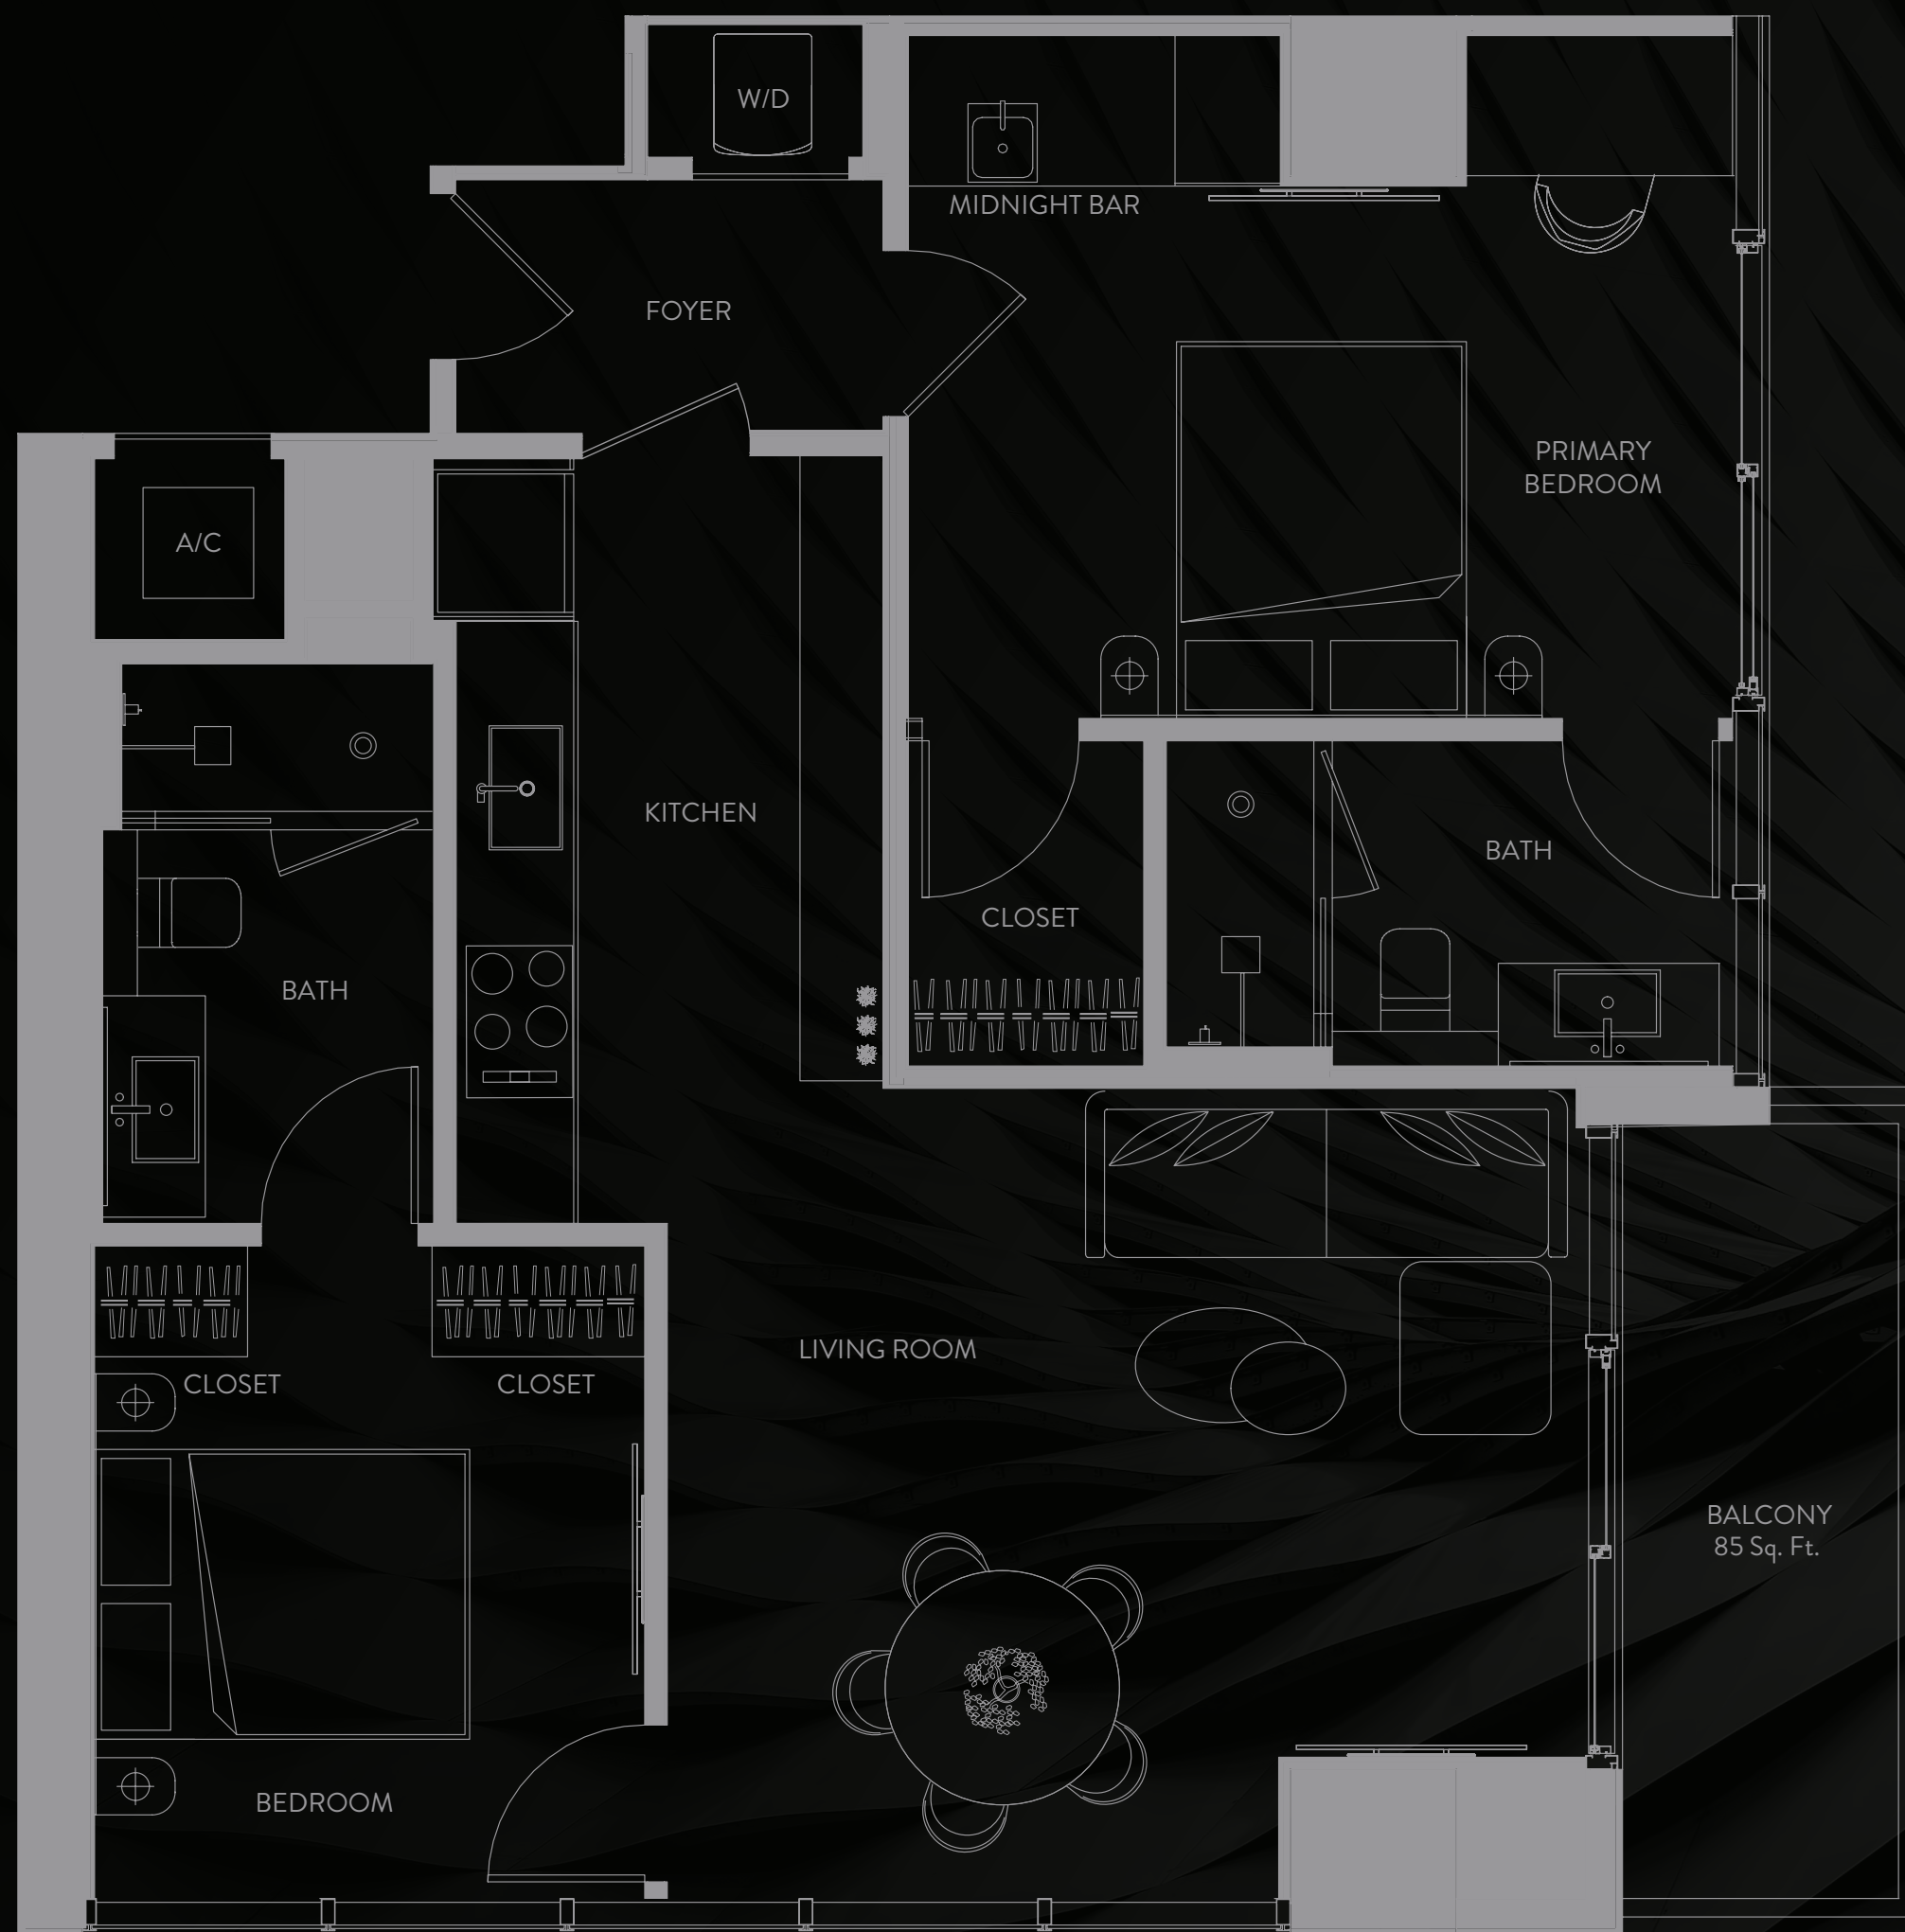 W/D
MIDNIGHT BAR
FOYER
PRIMARY
BEDROOM
A/C
KITCHEN
BATH
CLOSET
BATH
LIVING ROOM
CLOSET
CLOSET
BALCONY
85 Sq. Ft.
BEDROOM